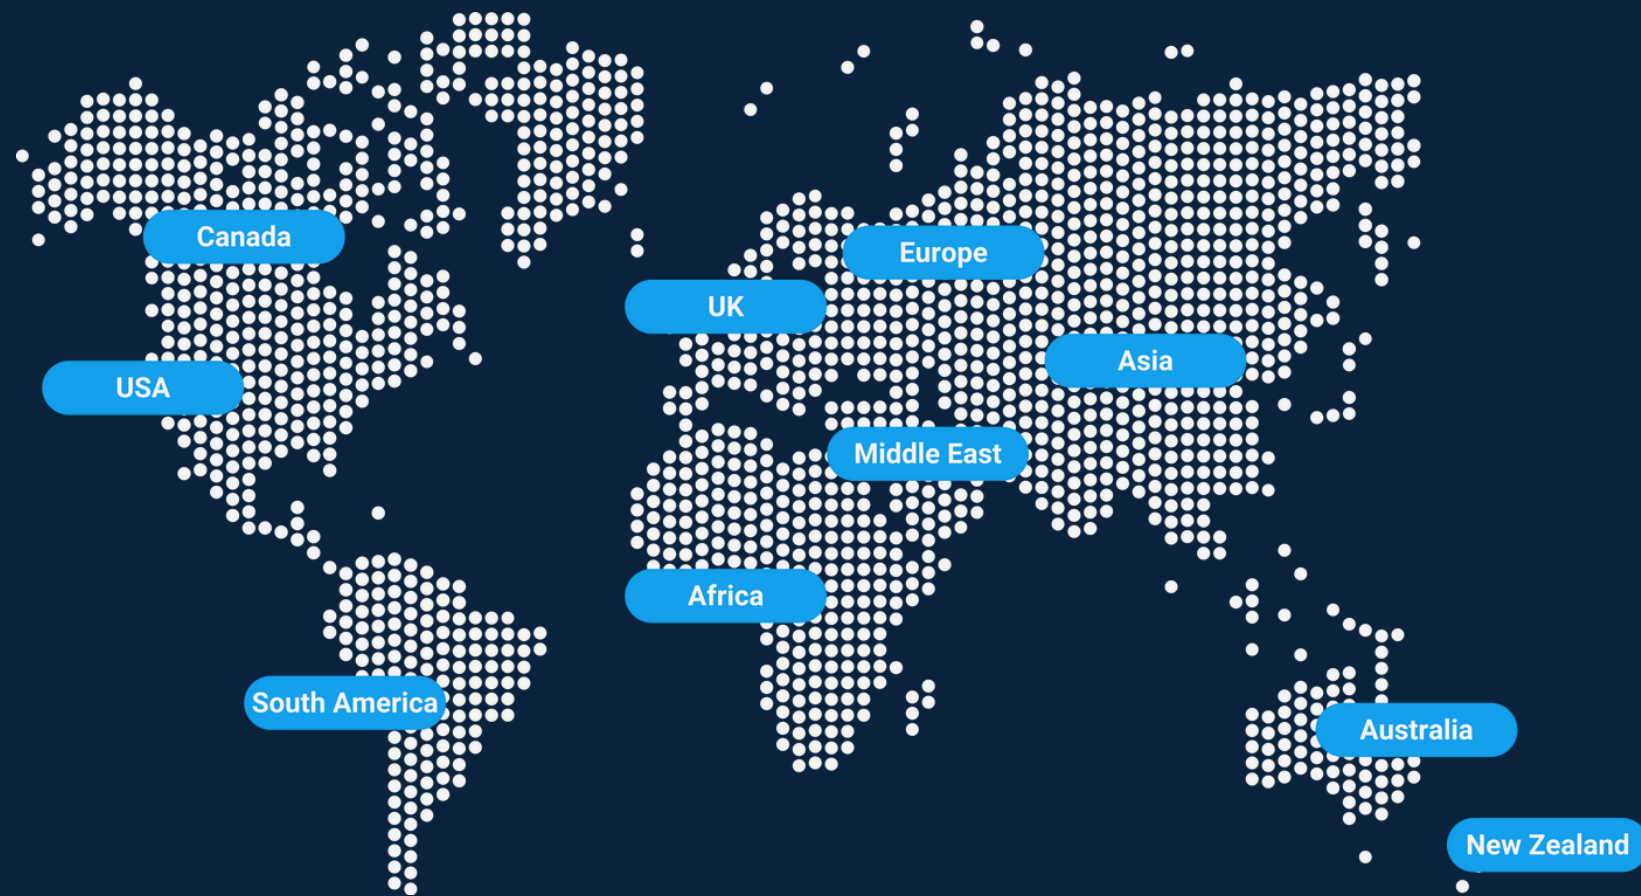 Canada
Europe
UK
Asia
USA
Middle East
Africa
South America
Australia
New Zealand